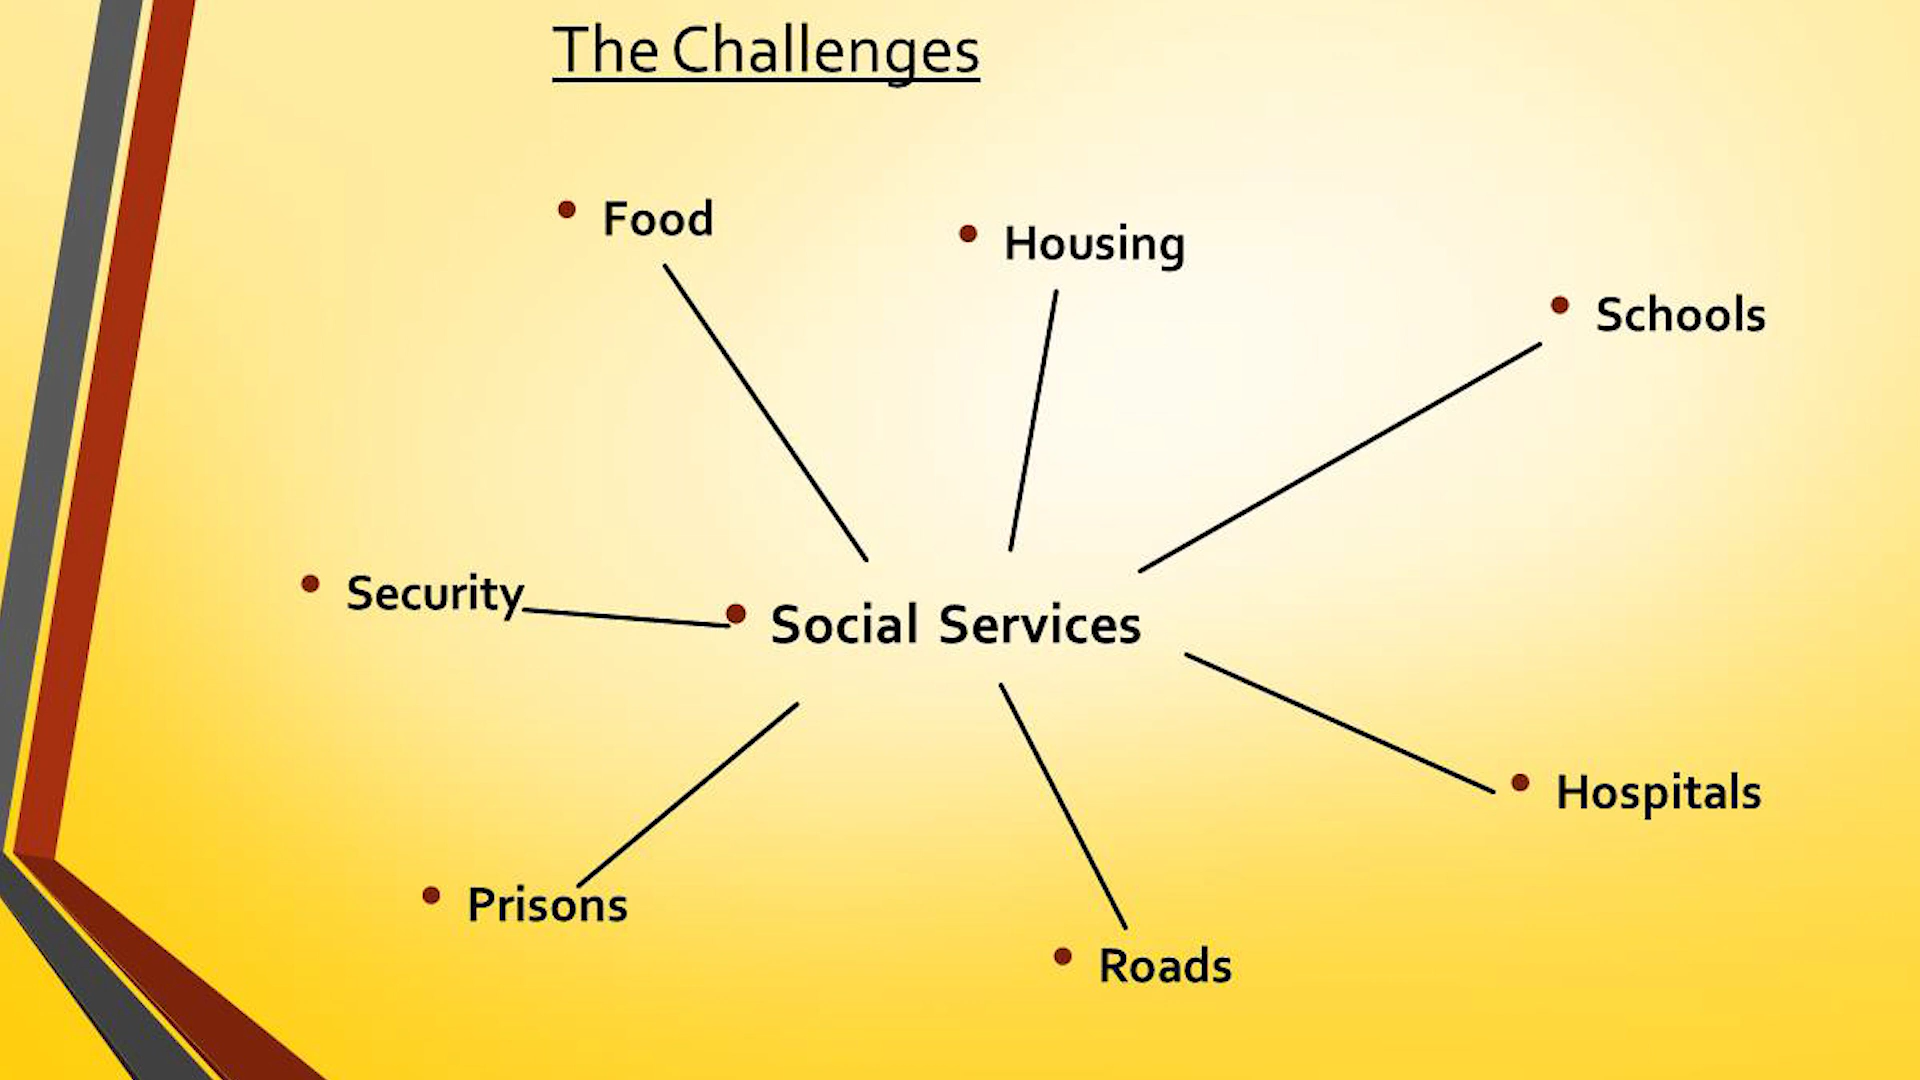 The Challenges
• Food
• Housing
• Schools
• Security
• Social Services
• Hospitals
• Prisons
• Roads